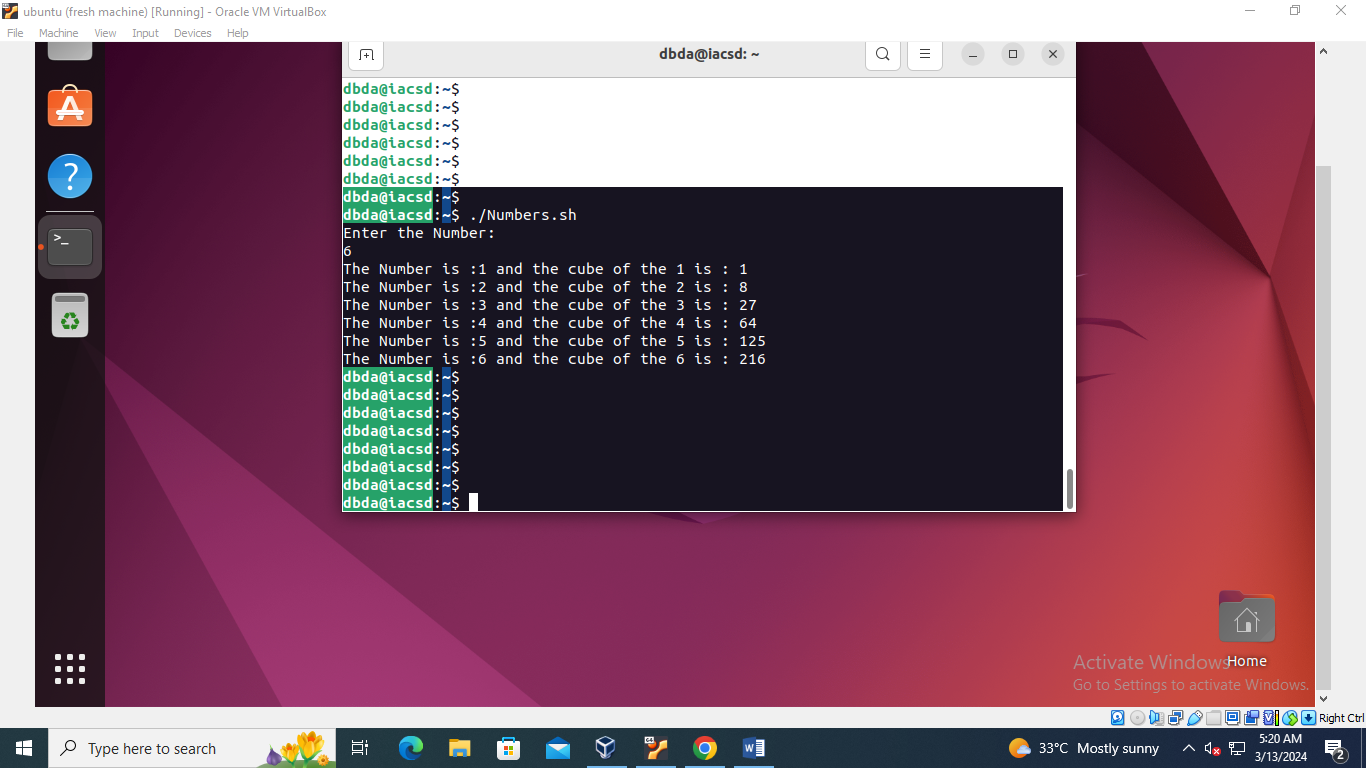 ubuntu (fresh machine) [Running] - Oracle VM VirtualBox
File Machine View Input Devices Help
dbda@iacsd: ~
dbda@iacsd:~$
dbda@iacsd:~$
dbda@iacsd:~$
dbda@iacsd:~$
dbda@iacsd:~$
dbda@iacsd:~$
dbda@iacsd:~$
dbda@iacsd:~$ ./Numbers.sh
Enter the Number:
6
The Number is :1 and the cube of the 1 is : 1
The Number is :2 and the cube of the 2 is : 8
The Number is :3 and the cube of the 3 is : 27
The Number is :4 and the cube of the 4 is : 64
The Number is :5 and the cube of the 5 is : 125
The Number is :6 and the cube of the 6 is : 216
dbda@iacsd:~$
dbda@iacsd:~$
dbda@iacsd:~$
dbda@iacsd:~$
dbda@iacsd:~$
dbda@iacsd:~$
dbda@iacsd:~$
dbda@iacsd:~$
Home
Activate Windows
Go to Settings to activate Windows.
Right Ctrl
Type here to search
33°C Mostly sunny
5:20 AM
3/13/2024
2